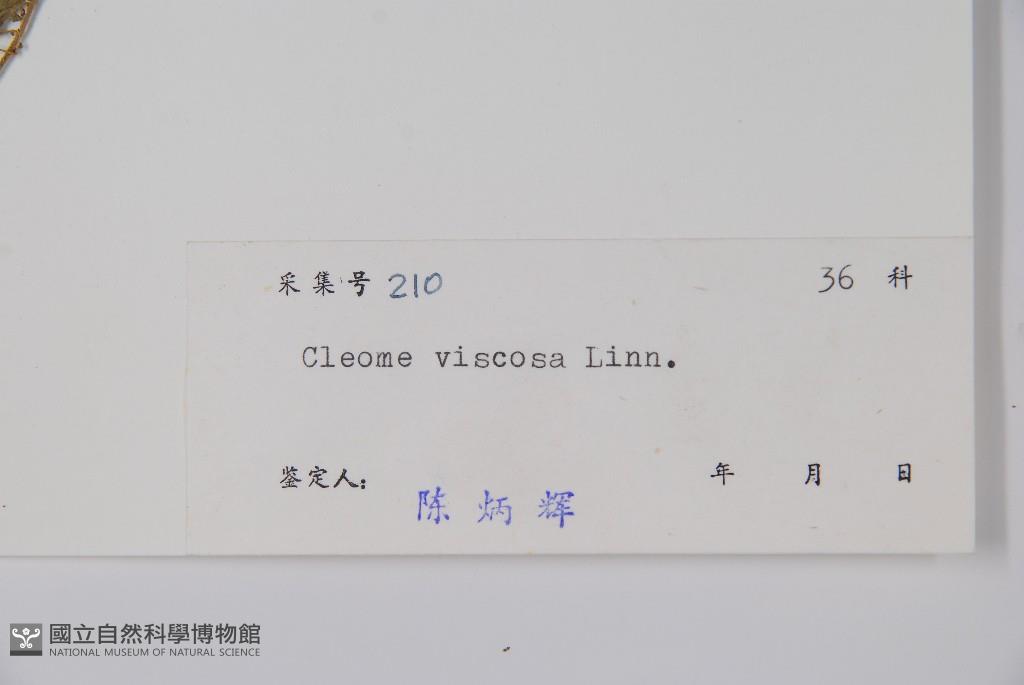 采集号 210 36 科
Cleome viscosa Linn.
鉴定人: 年 月 日
陈炳辉
國立自然科學博物館
NATIONAL MUSEUM OF NATURAL SCIENCE